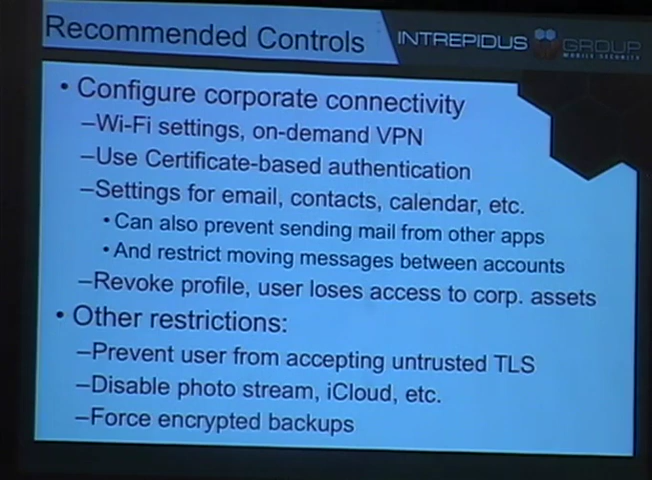 Recommended Controls
INTREPIDUS GROUP
MOBILE SECURITY
• Configure corporate connectivity
–Wi-Fi settings, on-demand VPN
–Use Certificate-based authentication
–Settings for email, contacts, calendar, etc.
• Can also prevent sending mail from other apps
• And restrict moving messages between accounts
–Revoke profile, user loses access to corp. assets
• Other restrictions:
–Prevent user from accepting untrusted TLS
–Disable photo stream, iCloud, etc.
–Force encrypted backups